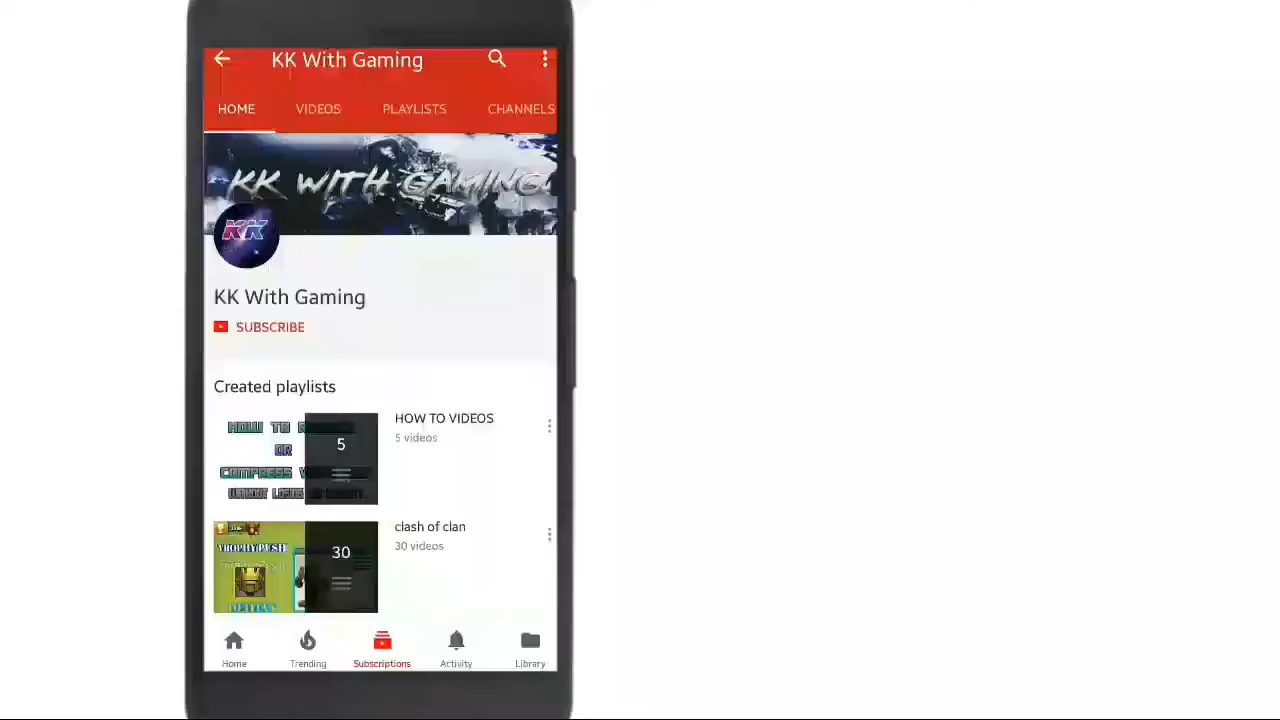 KK With Gaming
HOME VIDEOS PLAYLISTS CHANNELS
KK WITH GAMING
KK
KK With Gaming
SUBSCRIBE
Created playlists
HOW TO
OR
COMPRESS
WITHOUT
5
HOW TO VIDEOS
5 videos
TROPHY PUSH
30
clash of clan
30 videos
Home Trending Subscriptions Activity Library